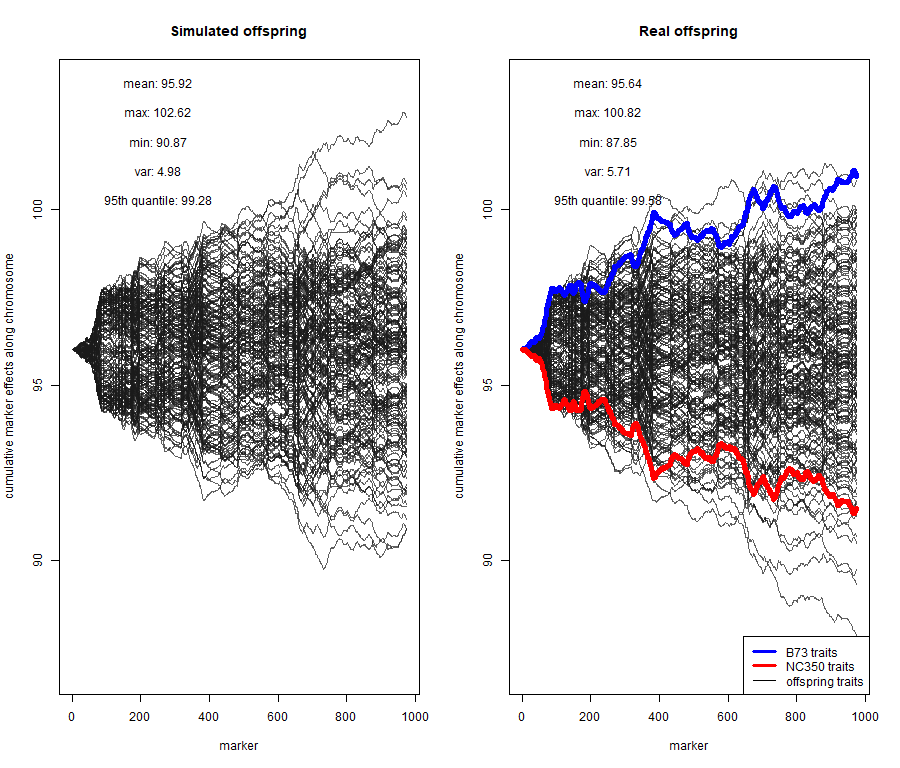 Simulated offspring
mean: 95.92
max: 102.62
min: 90.87
var: 4.98
95th quantile: 99.28
cumulative marker effects along chromosome
100
95
90
0 200 400 600 800 1000
marker
Real offspring
mean: 95.64
max: 100.82
min: 87.85
var: 5.71
95th quantile: 99.58
cumulative marker effects along chromosome
100
95
90
B73 traits
NC350 traits
offspring traits
0 200 400 600 800 1000
marker